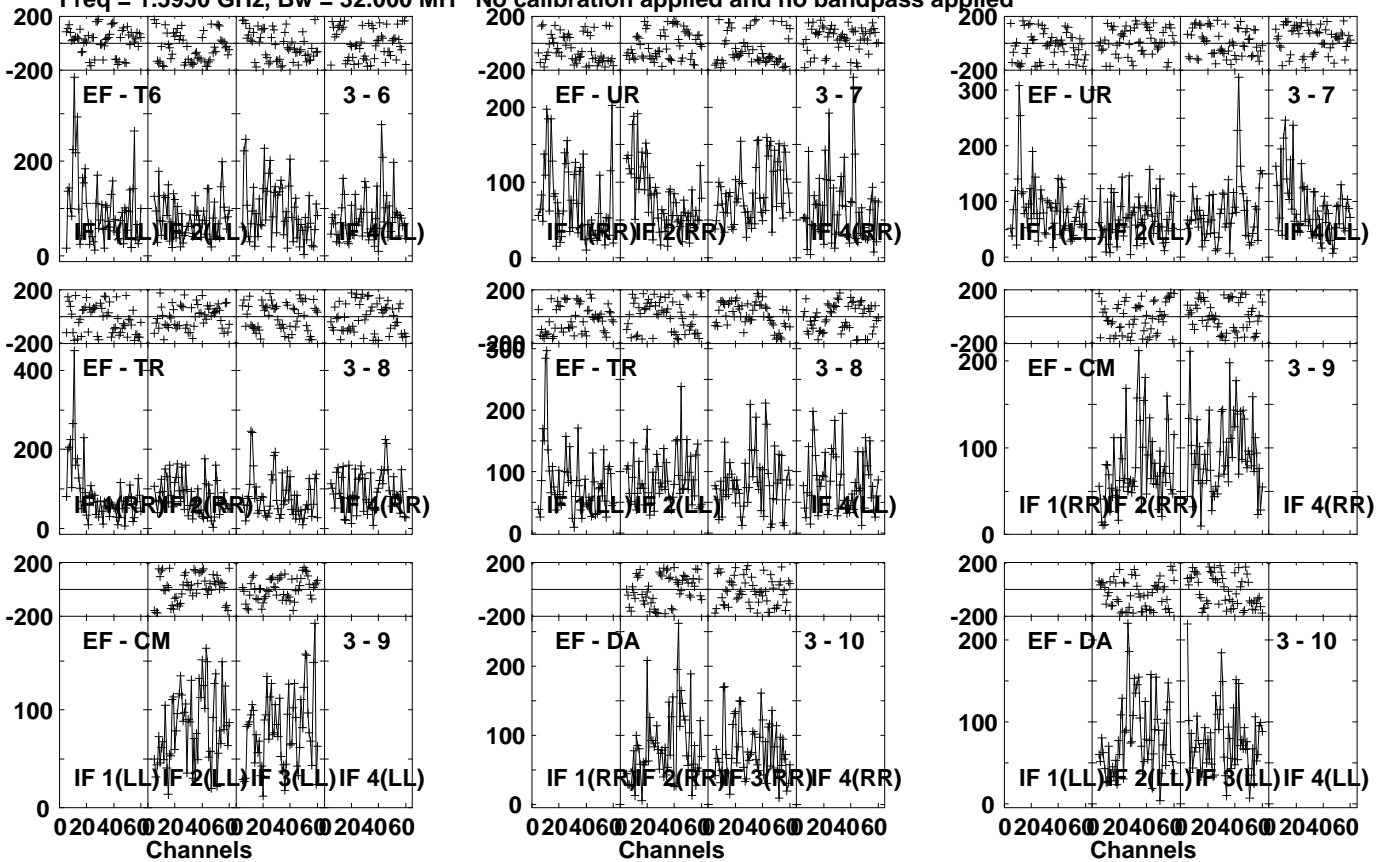 Freq = 1.5950 GHz, Bw = 32.000 MH No calibration applied and no bandpass applied
200
-200
EF - T6 3 - 6
200
0
IF 1(LL) IF 2(LL) IF 4(LL)
200
-200
EF - UR 3 - 7
200
100
0
IF 1(RR) IF 2(RR) IF 4(RR)
200
-200
300
EF - UR 3 - 7
200
100
0
IF 1(LL) IF 2(LL) IF 4(LL)
200
-200
EF - TR 3 - 8
400
200
0
IF 1(RR) IF 2(RR) IF 4(RR)
200
-200
300
EF - TR 3 - 8
200
100
0
IF 1(LL) IF 2(LL) IF 4(LL)
200
-200
200
EF - CM 3 - 9
100
0
IF 1(RR) IF 2(RR) IF 4(RR)
200
-200
EF - CM 3 - 9
100
0
IF 1(LL) IF 2(LL) IF 3(LL) IF 4(LL)
0 20 40 60 0 20 40 60 0 20 40 60 0 20 40 60
Channels
200
-200
EF - DA 3 - 10
200
100
0
IF 1(RR) IF 2(RR) IF 3(RR) IF 4(RR)
0 20 40 60 0 20 40 60 0 20 40 60 0 20 40 60
Channels
200
-200
200
EF - DA 3 - 10
100
0
IF 1(LL) IF 2(LL) IF 3(LL) IF 4(LL)
0 20 40 60 0 20 40 60 0 20 40 60 0 20 40 60
Channels